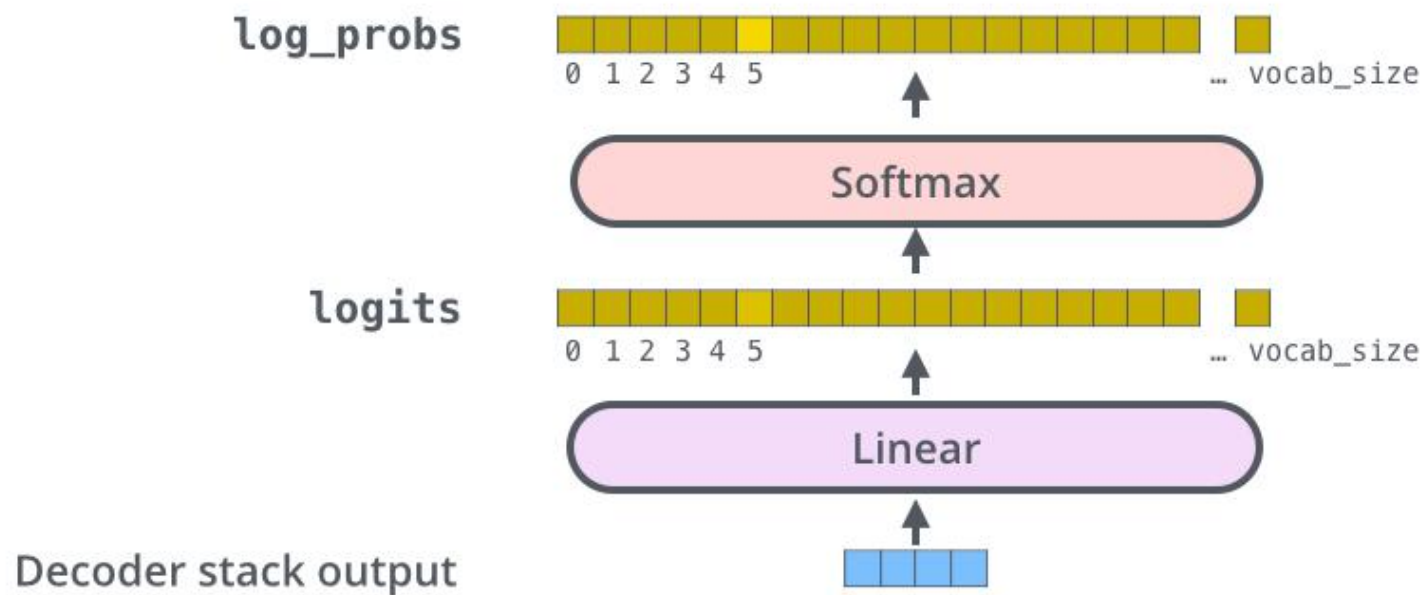 log_probs
0 1 2 3 4 5 … vocab_size
Softmax
logits
0 1 2 3 4 5 … vocab_size
Linear
Decoder stack output